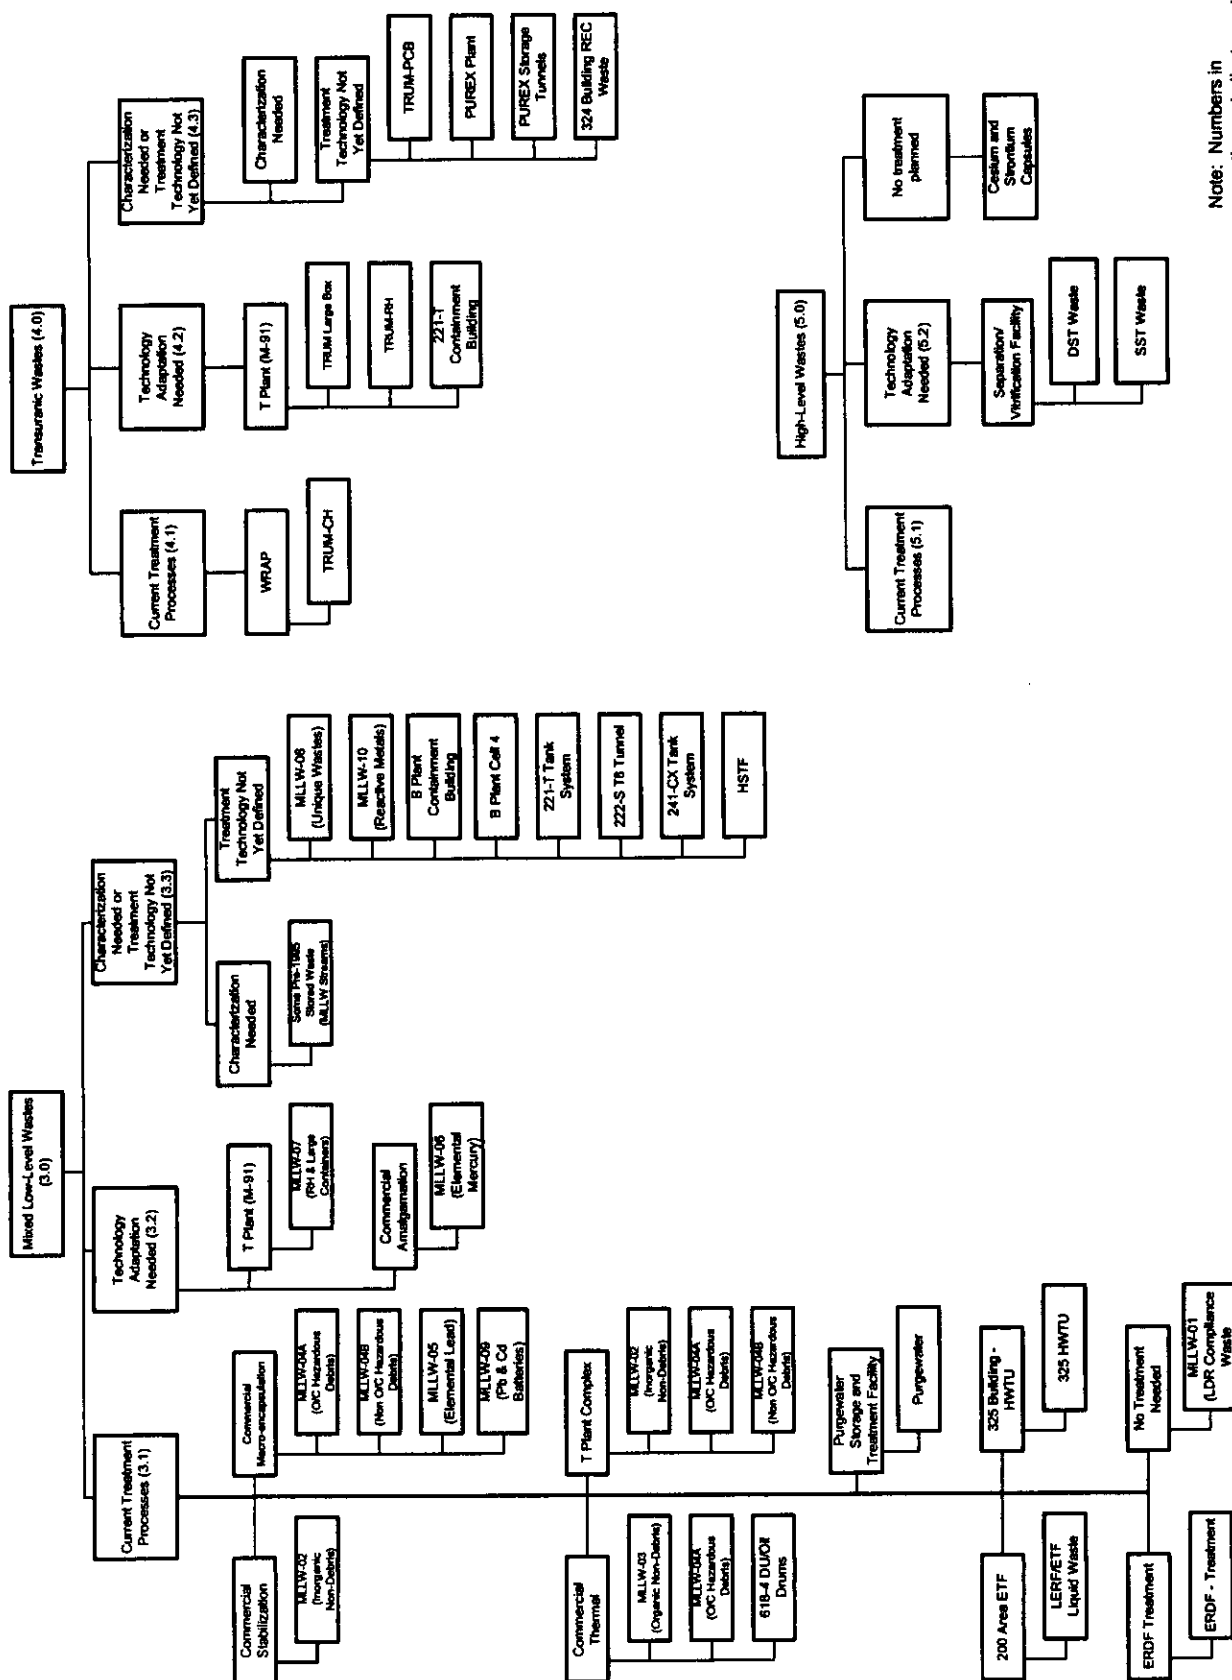 Mixed Low-Level Wastes
(3.0)
Current Treatment
Processes (3.1)
Commercial
Stabilization
MLLW-02
(Inorganic
Non-Debris)
Commercial
Macro-encapsulation
MLLW-04A
(O/C Hazardous
Debris)
MLLW-04B
(Non O/C Hazardous
Debris)
MLLW-05
(Elemental Lead)
MLLW-09
(Pb & Cd
Batteries)
Commercial
Thermal
MLLW-03
(Organic Non-Debris)
MLLW-04A
(O/C Hazardous
Debris)
618-4 DU/Oil
Drums
T Plant Complex
MLLW-02
(Inorganic
Non-Debris)
MLLW-04A
(O/C Hazardous
Debris)
MLLW-04B
(Non O/C Hazardous
Debris)
Purgewater
Storage and
Treatment Facility
Purgewater
200 Area ETF
LERF/ETF
Liquid Waste
325 Building -
HWTU
325 HWTU
ERDF Treatment
ERDF - Treatment
No Treatment
Needed
MLLW-01
(LDR Compliance
Waste
Technology
Adaptation
Needed (3.2)
T Plant (M-91)
MLLW-07
(RH & Large
Containers)
Commercial
Amalgamation
MLLW-06
(Elemental
Mercury)
Characterization
Needed or
Treatment
Technology Not
Yet Defined (3.3)
Characterization
Needed
Some Pre-1995
Stored Waste
(MLLW Streams)
Treatment
Technology Not
Yet Defined
MLLW-08
(Unique Wastes)
MLLW-10
(Reactive Metals)
B Plant
Containment
Building
B Plant Cell 4
221-T Tank
System
222-S T8 Tunnel
241-CX Tank
System
HSTF
Transuranic Wastes (4.0)
Current Treatment
Processes (4.1)
WRAP
TRUM-CH
Technology
Adaptation
Needed (4.2)
T Plant (M-91)
TRUM Large Box
TRUM-RH
221-T
Containment
Building
Characterization
Needed or
Treatment
Technology Not
Yet Defined (4.3)
Characterization
Needed
Treatment
Technology Not
Yet Defined
TRUM-PCB
PUREX Plant
PUREX Storage
Tunnels
324 Building REC
Waste
High-Level Wastes (5.0)
Current Treatment
Processes (5.1)
Technology
Adaptation
Needed (5.2)
Separation/
Vitrification Facility
DST Waste
SST Waste
No treatment
planned
Cesium and
Strontium
Capsules
Note: Numbers in